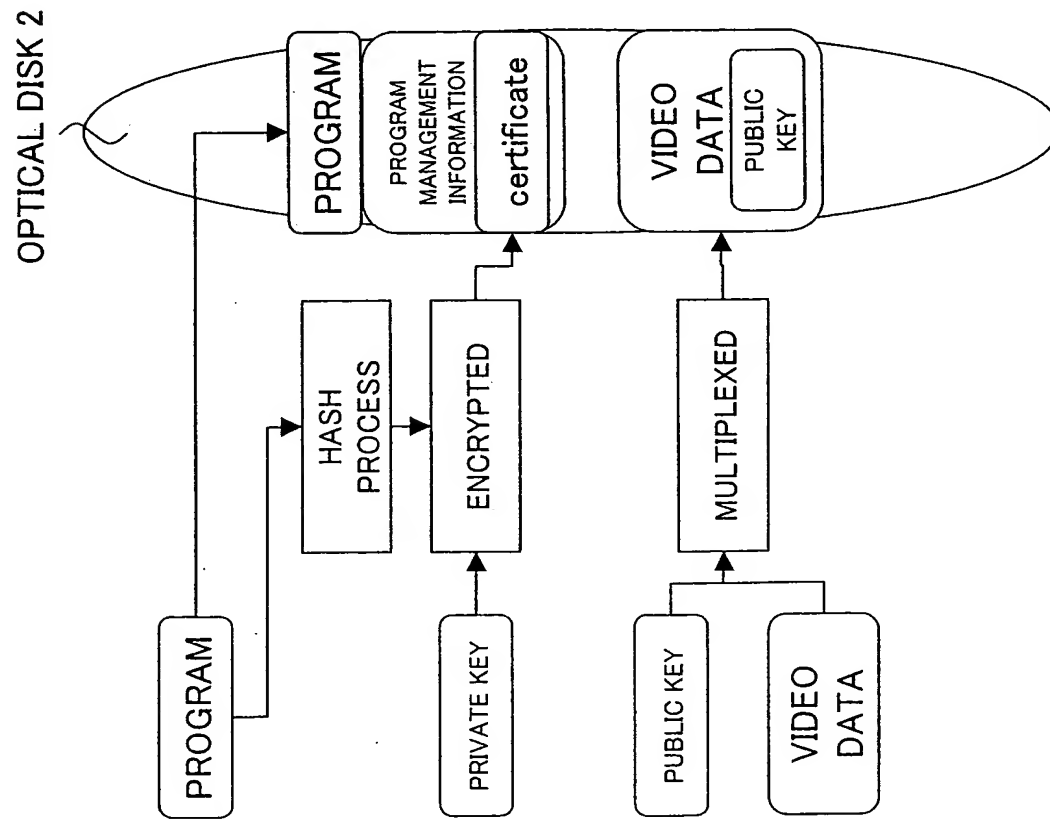 OPTICAL DISK 2
PROGRAM
PROGRAM
MANAGEMENT
INFORMATION
certificate
VIDEO
DATA
PUBLIC
KEY
HASH
PROCESS
ENCRYPTED
MULTIPLEXED
PROGRAM
PRIVATE KEY
PUBLIC KEY
VIDEO
DATA